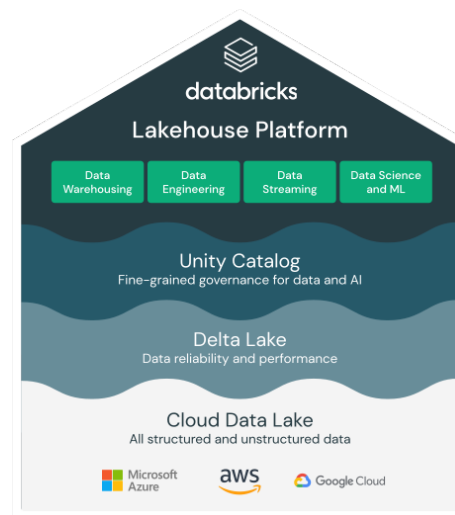 databricks
Lakehouse Platform
Data Warehousing
Data Engineering
Data Streaming
Data Science and ML
Unity Catalog
Fine-grained governance for data and AI
Delta Lake
Data reliability and performance
Cloud Data Lake
All structured and unstructured data
Microsoft Azure
aws
Google Cloud